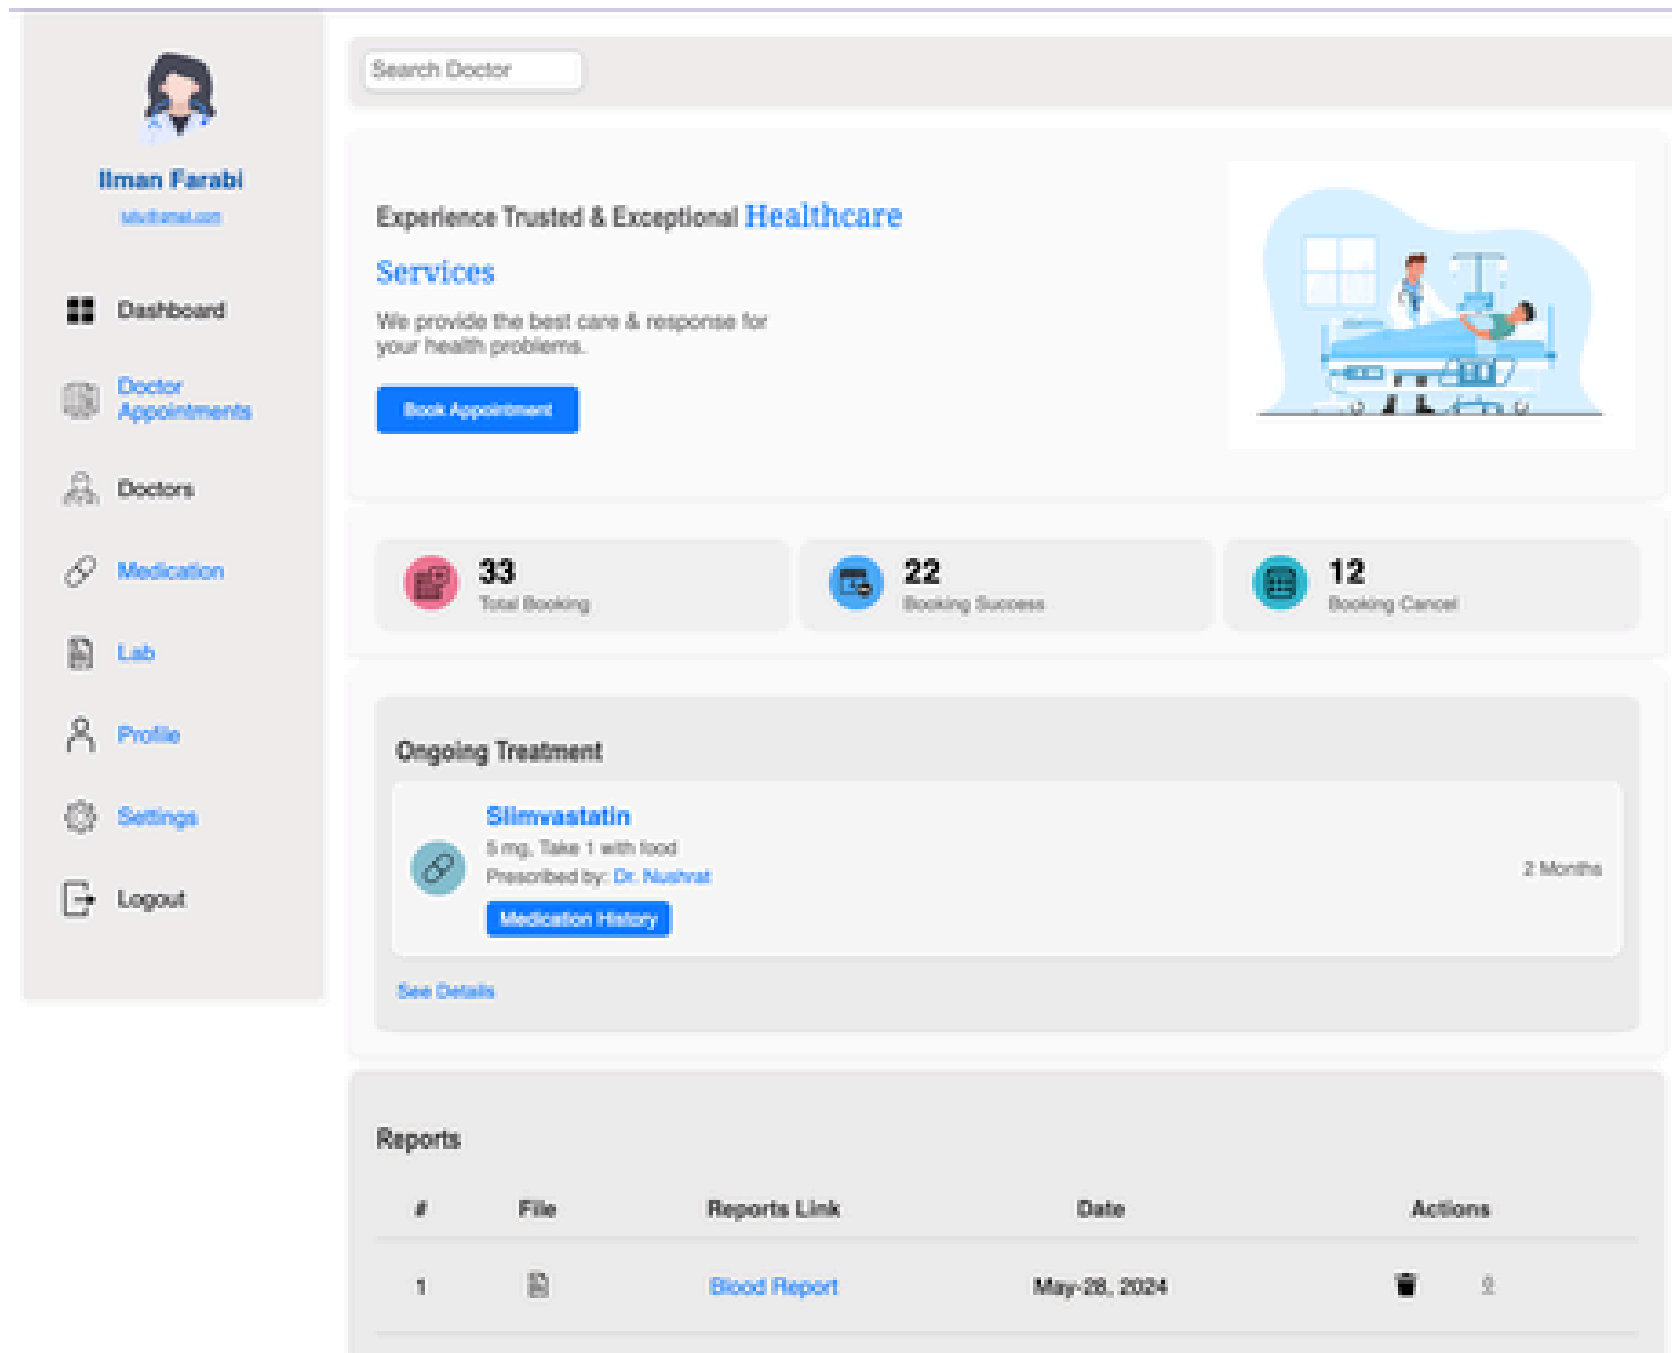 Ilman Farabi
Dashboard
Doctor
Appointments
Doctors
Medication
Lab
Profile
Settings
Logout
Search Doctor
Experience Trusted & Exceptional Healthcare
Services
We provide the best care & response for
your health problems.
Book Appointment
33
Total Booking
22
Booking Success
12
Booking Cancel
Ongoing Treatment
Slimvastatin
5 mg, Take 1 with food
Prescribed by: Dr. Nushrat
2 Months
Medication History
See Details
Reports
# File Reports Link Date Actions
1 Blood Report May-28, 2024